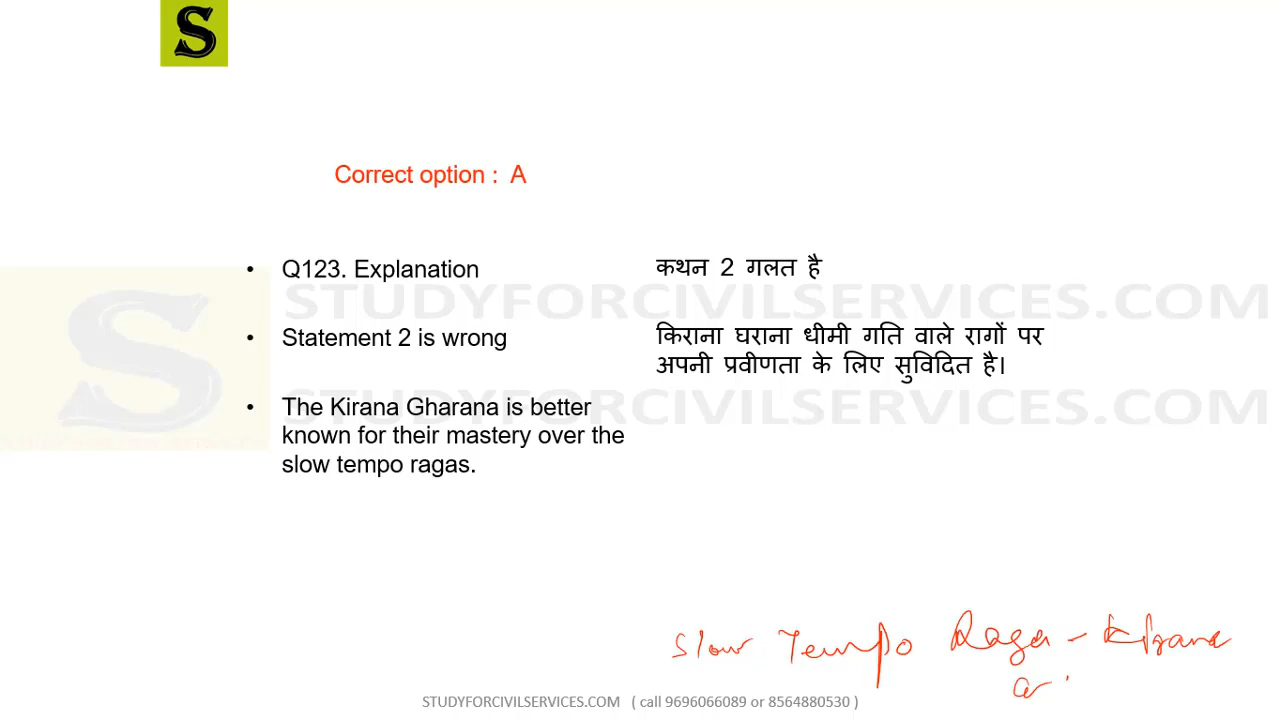 S
Correct option : A
• Q123. Explanation
• Statement 2 is wrong
• The Kirana Gharana is better
known for their mastery over the
slow tempo ragas.
कथन 2 गलत है
किराना घराना धीमी गति वाले रागों पर
अपनी प्रवीणता के लिए सुविदित है।
STUDYFORCIVILSERVICES.COM
STUDYFORCIVILSERVICES.COM
S
Slow Tempo Raga - Kirana
STUDYFORCIVILSERVICES.COM ( call 9696066089 or 8564880530 )